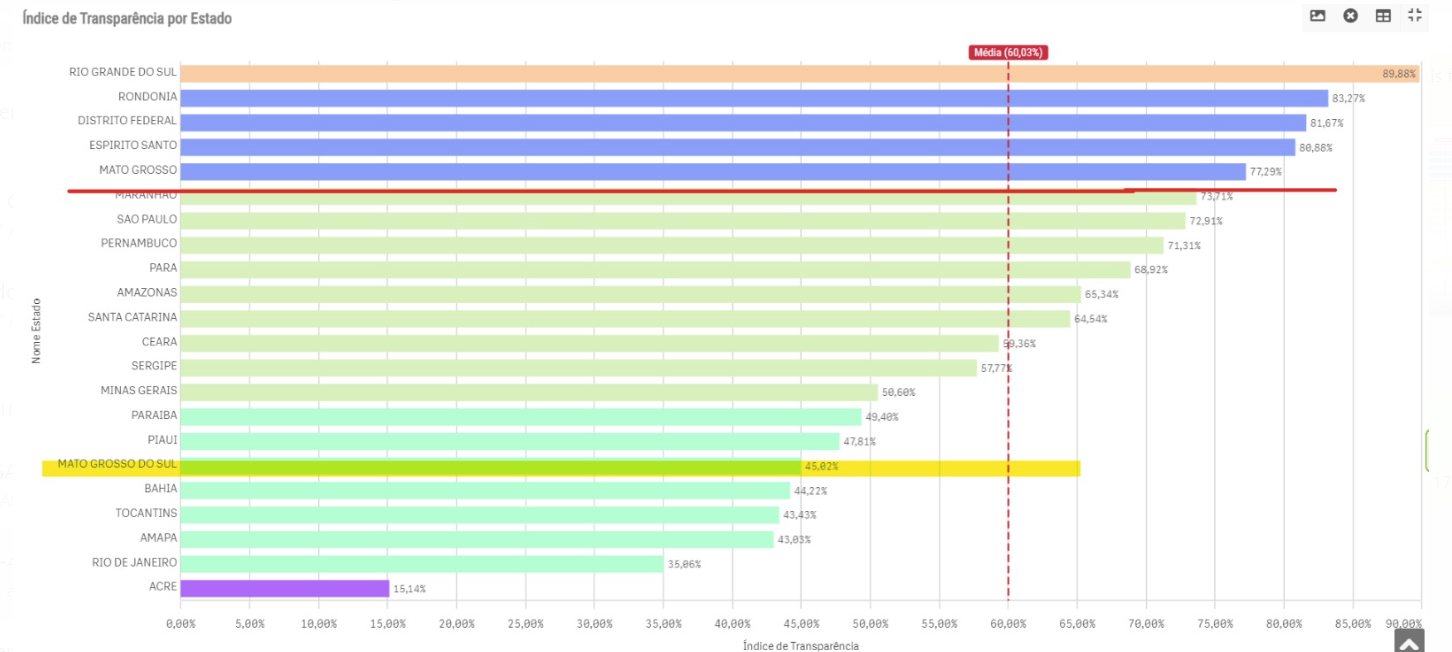 Índice de Transparência por Estado
Média (60,03%)
RIO GRANDE DO SUL 89,88%
RONDONIA 83,27%
DISTRITO FEDERAL 81,67%
ESPIRITO SANTO 80,88%
MATO GROSSO 77,29%
MARANHAO 73,71%
SAO PAULO 72,91%
PERNAMBUCO 71,31%
PARA 68,92%
AMAZONAS 65,34%
SANTA CATARINA 64,54%
CEARA 59,36%
SERGIPE 57,77%
MINAS GERAIS 50,60%
PARAIBA 49,40%
PIAUI 47,81%
MATO GROSSO DO SUL 45,02%
BAHIA 44,22%
TOCANTINS 43,43%
AMAPA 43,03%
RIO DE JANEIRO 35,06%
ACRE 15,14%
Nome Estado
0,00% 5,00% 10,00% 15,00% 20,00% 25,00% 30,00% 35,00% 40,00% 45,00% 50,00% 55,00% 60,00% 65,00% 70,00% 75,00% 80,00% 85,00% 90,00%
Índice de Transparência